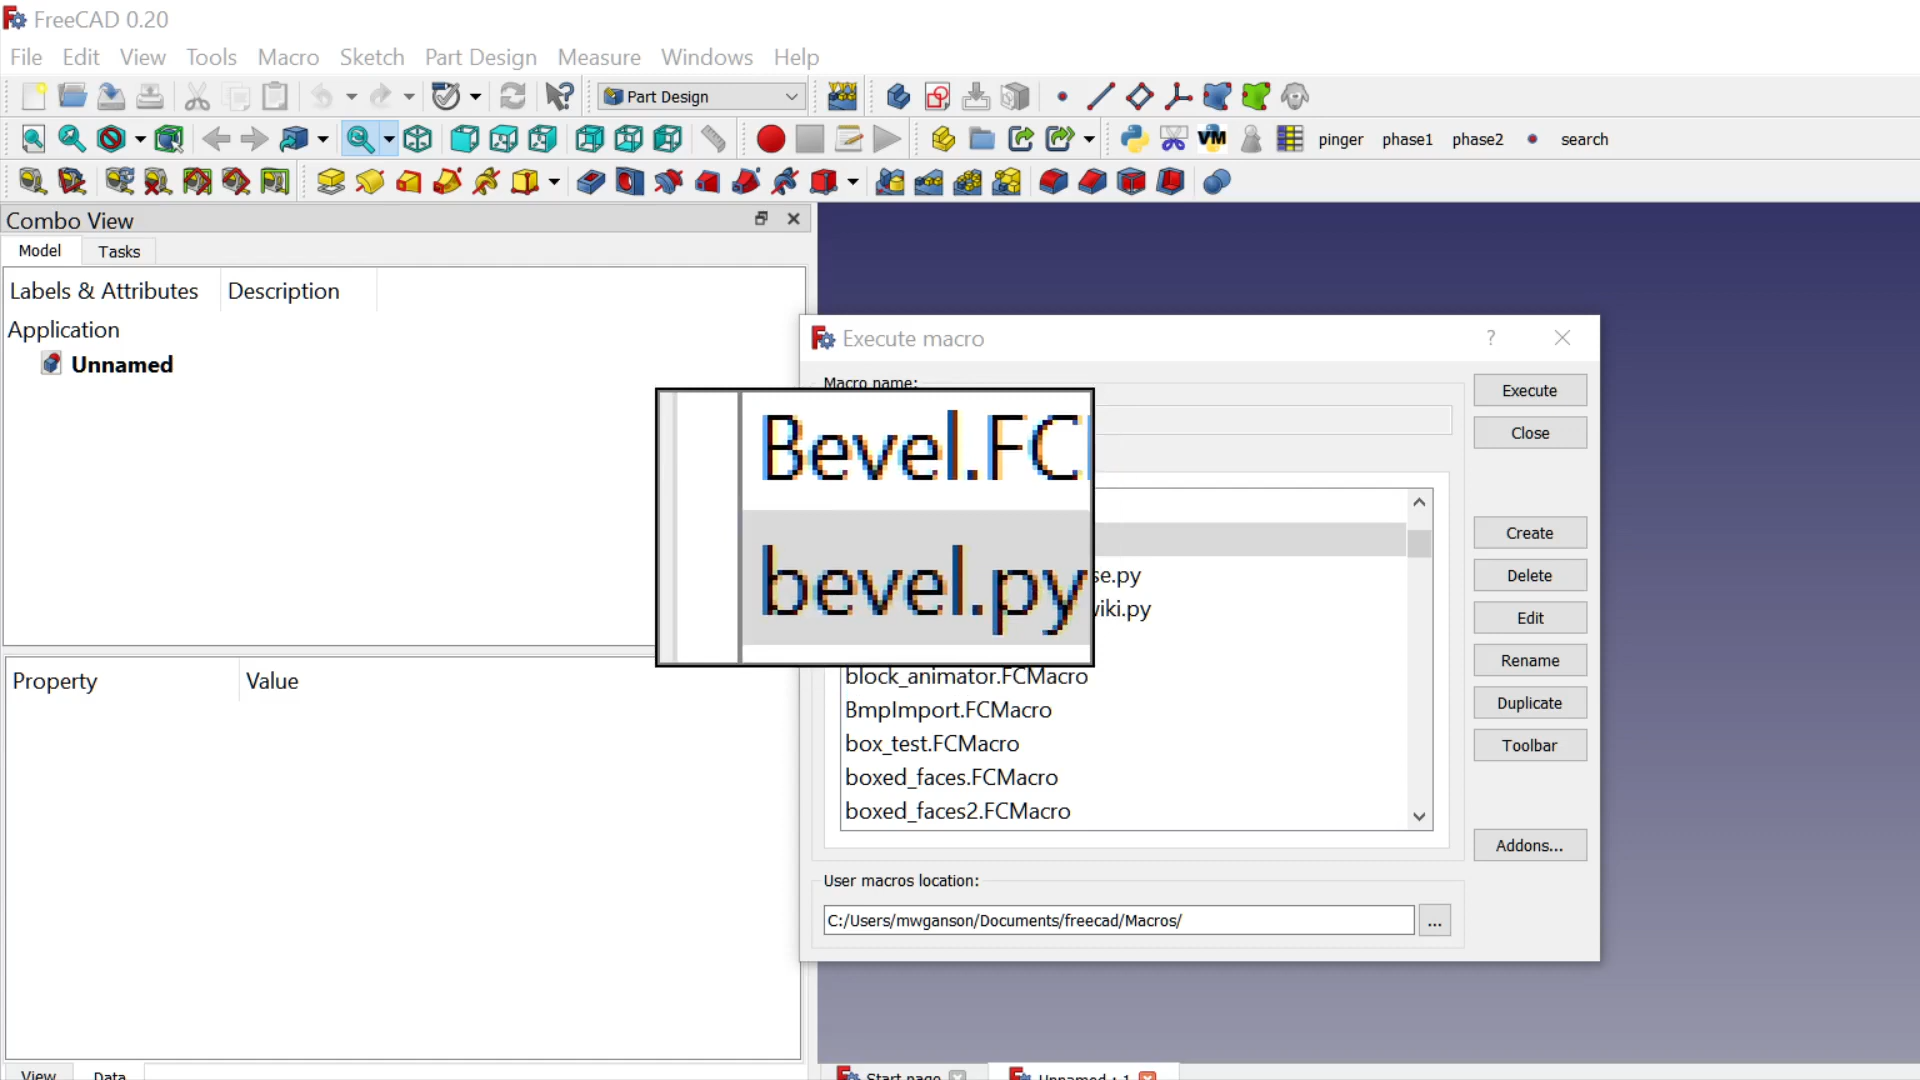 FreeCAD 0.20
File Edit View Tools Macro Sketch Part Design Measure Windows Help
Part Design
VM pinger phase1 phase2 search
Combo View
Model Tasks
Labels & Attributes Description
Application
Unnamed
Property Value
View Data
Execute macro ?
Macro name:
Bevel.FC
bevel.py
se.py
wiki.py
block_animator.FCMacro
BmpImport.FCMacro
box_test.FCMacro
boxed_faces.FCMacro
boxed_faces2.FCMacro
Execute
Close
Create
Delete
Edit
Rename
Duplicate
Toolbar
Addons...
User macros location:
C:/Users/mwganson/Documents/freecad/Macros/ ...
Start page Unnamed : 1